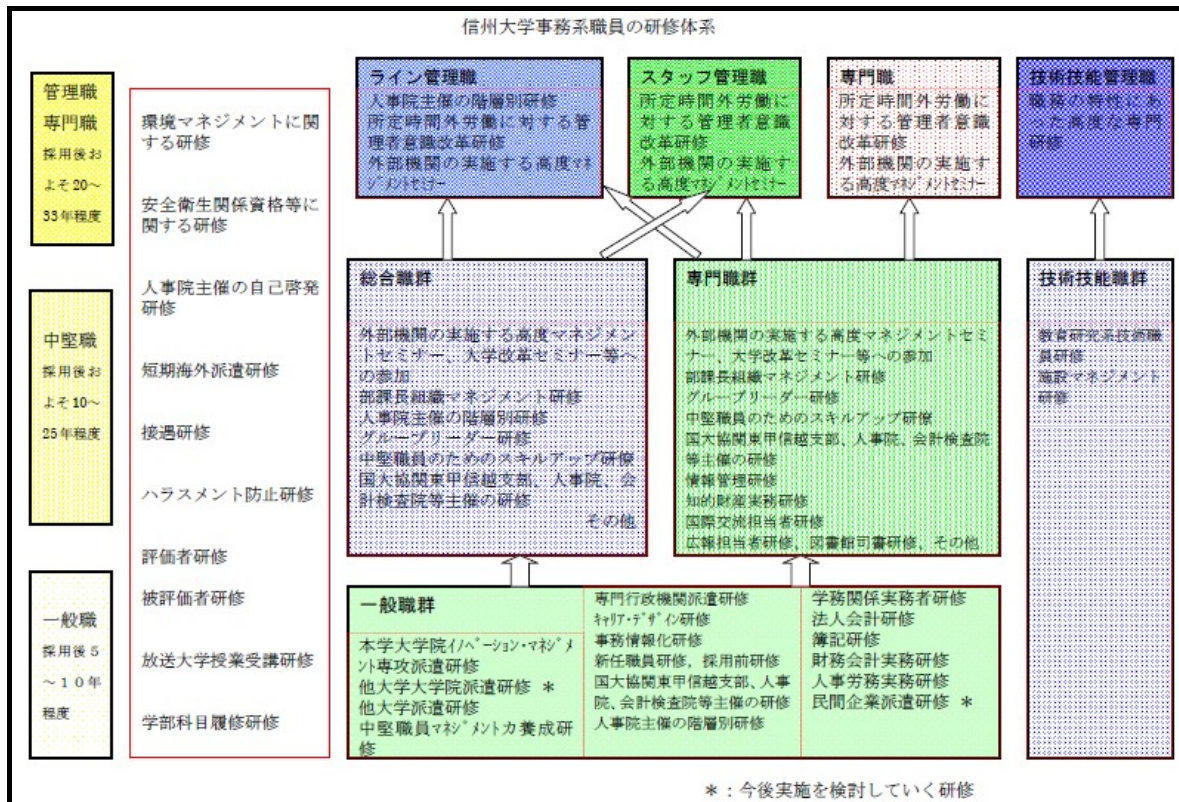 信州大学事務系職員の研修体系
管理職
専門職
採用後お
よそ20～
33年程度
中堅職
採用後お
よそ10～
25年程度
一般職
採用後５
～１０年
程度
環境マネジメントに関
する研修
安全衛生関係資格等に
関する研修
人事院主催の自己啓発
研修
短期海外派遣研修
接遇研修
ハラスメント防止研修
評価者研修
被評価者研修
放送大学授業受講研修
学部科目履修研修
ライン管理職
人事院主催の階層別研修
所定時間外労働に対する管
理者意識改革研修
外部機関の実施する高度ﾏﾈ
ｼﾞﾒﾝﾄセミナー
スタッフ管理職
所定時間外労働に
対する管理者意識
改革研修
外部機関の実施す
る高度ﾏﾈｼﾞﾒﾝﾄセミナー
専門職
所定時間外労働に
対する管理者意識
改革研修
外部機関の実施す
る高度ﾏﾈｼﾞﾒﾝﾄセミナー
技術技能管理職
職務の特性にあ
った高度な専門
研修
総合職群
外部機関の実施する高度マネジメン
トセミナー、大学改革セミナー等へ
の参加
部課長組織マネジメント研修
人事院主催の階層別研修
グループリーダー研修
中堅職員のためのスキルアップ研僚
国大協関東甲信越支部、人事院、会
計検査院等主催の研修
その他
専門職群
外部機関の実施する高度マネジメントセミ
ナー、大学改革セミナー等への参加
部課長組織マネジメント研修
グループリーダー研修
中堅職員のためのスキルアップ研僚
国大協関東甲信越支部、人事院、会計検査院
等主催の研修
情報管理研修
知的財産実務研修
国際交流担当者研修
広報担当者研修、図書館司書研修、その他
技術技能職群
教育研究系技術職
員研修
施設マネジメント
研修
一般職群
本学大学院ｲﾉﾍﾞｰｼｮﾝ・ﾏﾈｼﾞﾒ
ﾝﾄ専攻派遣研修
他大学大学院派遣研修 ＊
他大学派遣研修
中堅職員ﾏﾈｼﾞﾒﾝﾄ力養成研
修
専門行政機関派遣研修
ｷｬﾘｱ・ﾃﾞｻﾞｲﾝ研修
事務情報化研修
新任職員研修，採用前研修
国大協関東甲信越支部、人事
院、会計検査院等主催の研修
人事院主催の階層別研修
学務関係実務者研修
法人会計研修
簿記研修
財務会計実務研修
人事労務実務研修
民間企業派遣研修 ＊
＊：今後実施を検討していく研修